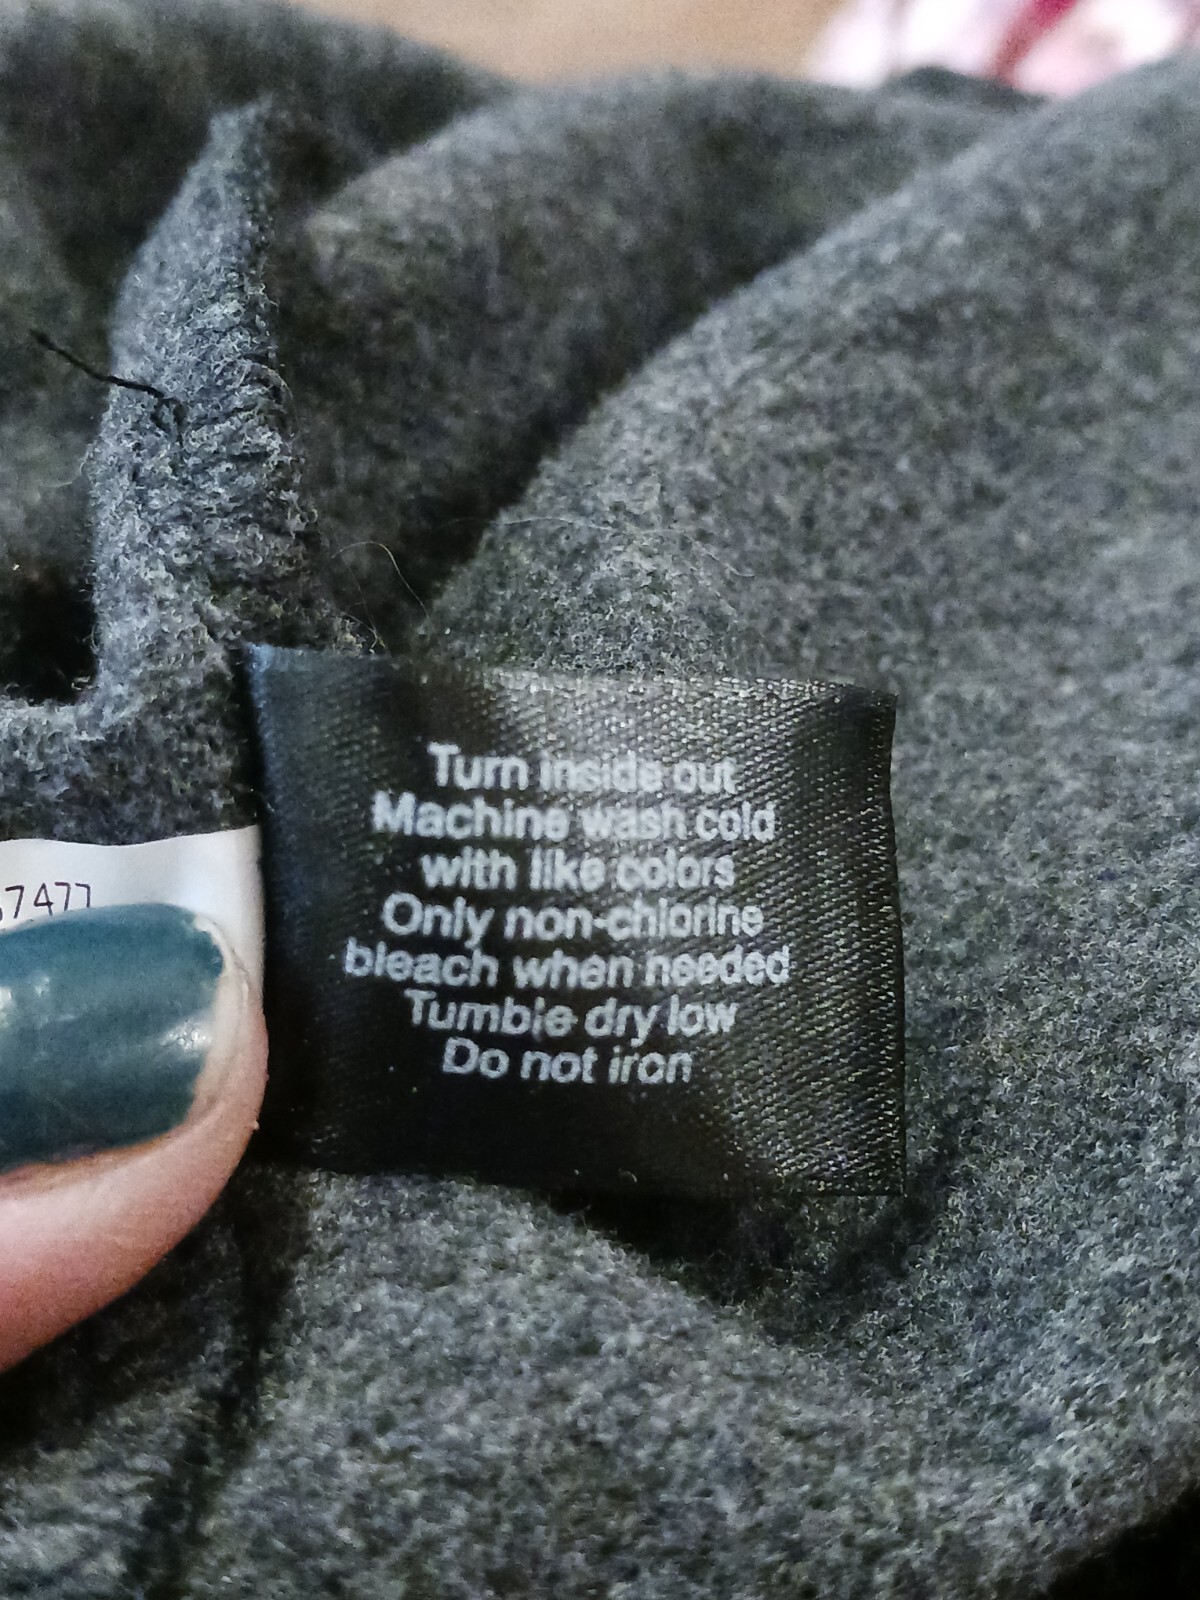 Turn inside out
Machine wash cold
with like colors
Only non-chlorine
bleach when needed
Tumble dry low
Do not iron
7477